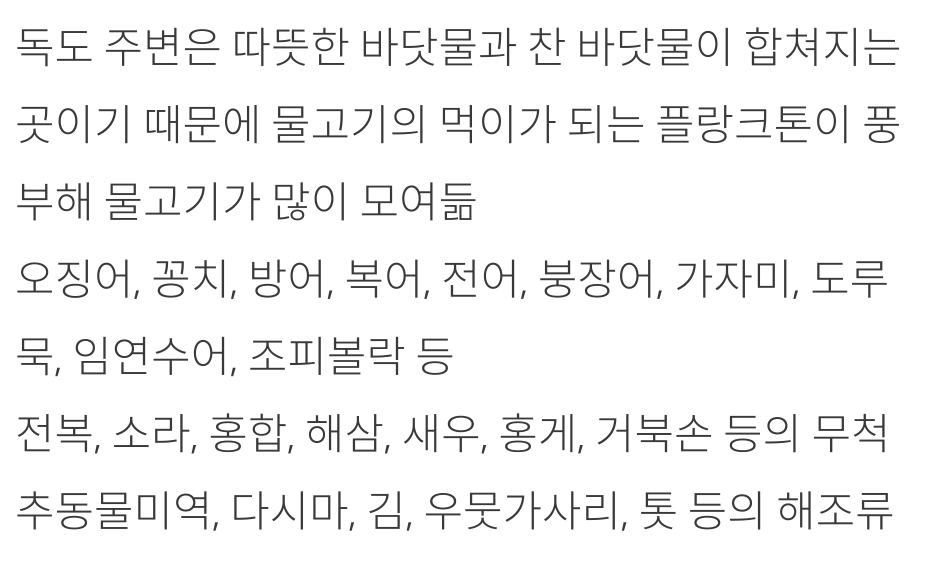 독도 주변은 따뜻한 바닷물과 찬 바닷물이 합쳐지는
곳이기 때문에 물고기의 먹이가 되는 플랑크톤이 풍
부해 물고기가 많이 모여듦
오징어, 꽁치, 방어, 복어, 전어, 붕장어, 가자미, 도루
묵, 임연수어, 조피볼락 등
전복, 소라, 홍합, 해삼, 새우, 홍게, 거북손 등의 무척
추동물미역, 다시마, 김, 우뭇가사리, 톳 등의 해조류